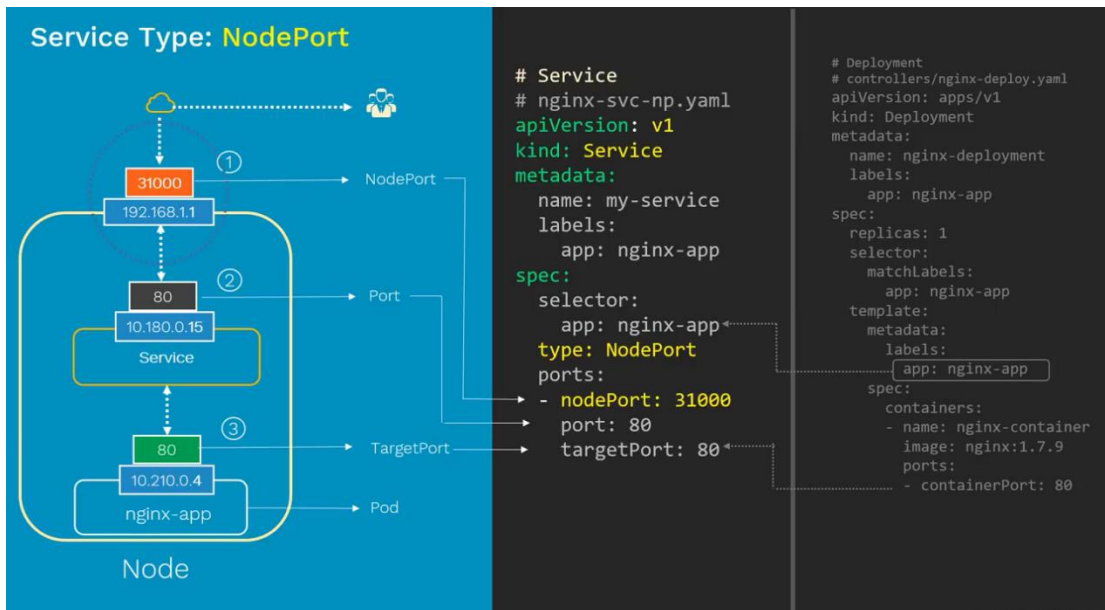 Service Type: NodePort
1
31000
192.168.1.1
NodePort
2
80
10.180.0.15
Service
Port
3
80
10.210.0.4
nginx-app
TargetPort
Pod
Node
# Service
# nginx-svc-np.yaml
apiVersion: v1
kind: Service
metadata:
  name: my-service
  labels:
    app: nginx-app
spec:
  selector:
    app: nginx-app
  type: NodePort
  ports:
  - nodePort: 31000
    port: 80
    targetPort: 80
# Deployment
# controllers/nginx-deploy.yaml
apiVersion: apps/v1
kind: Deployment
metadata:
  name: nginx-deployment
  labels:
    app: nginx-app
spec:
  replicas: 1
  selector:
    matchLabels:
      app: nginx-app
  template:
    metadata:
      labels:
        app: nginx-app
    spec:
      containers:
      - name: nginx-container
        image: nginx:1.7.9
        ports:
        - containerPort: 80